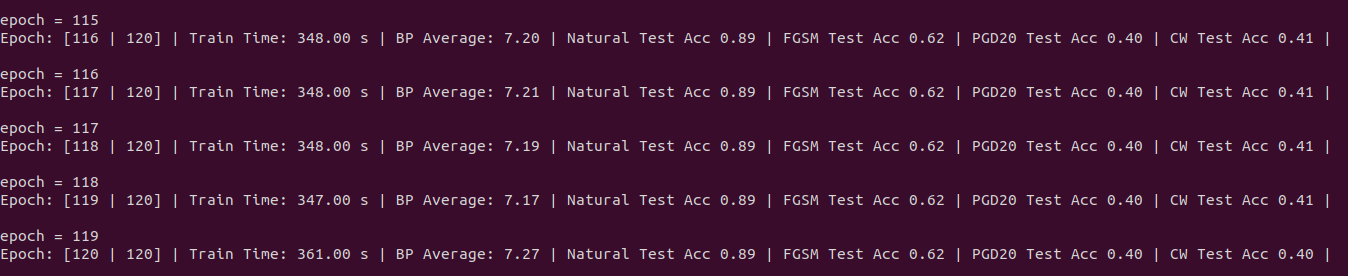 epoch = 115
Epoch: [116 | 120] | Train Time: 348.00 s | BP Average: 7.20 | Natural Test Acc 0.89 | FGSM Test Acc 0.62 | PGD20 Test Acc 0.40 | CW Test Acc 0.41 |
epoch = 116
Epoch: [117 | 120] | Train Time: 348.00 s | BP Average: 7.21 | Natural Test Acc 0.89 | FGSM Test Acc 0.62 | PGD20 Test Acc 0.40 | CW Test Acc 0.41 |
epoch = 117
Epoch: [118 | 120] | Train Time: 348.00 s | BP Average: 7.19 | Natural Test Acc 0.89 | FGSM Test Acc 0.62 | PGD20 Test Acc 0.40 | CW Test Acc 0.41 |
epoch = 118
Epoch: [119 | 120] | Train Time: 347.00 s | BP Average: 7.17 | Natural Test Acc 0.89 | FGSM Test Acc 0.62 | PGD20 Test Acc 0.40 | CW Test Acc 0.41 |
epoch = 119
Epoch: [120 | 120] | Train Time: 361.00 s | BP Average: 7.27 | Natural Test Acc 0.89 | FGSM Test Acc 0.62 | PGD20 Test Acc 0.40 | CW Test Acc 0.40 |